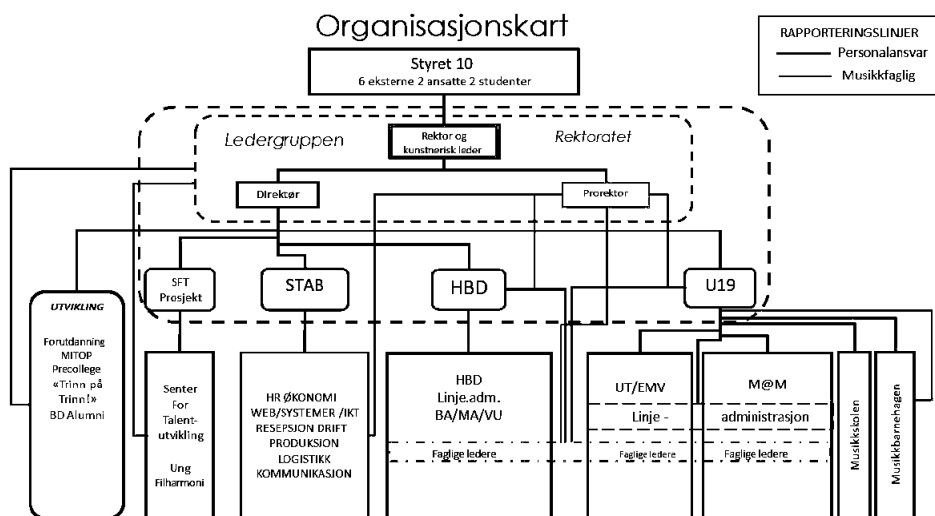 Organisasjonskart
RAPPORTERINGSLINJER
Personalansvar
Musikkfaglig
Styret 10
6 eksterne 2 ansatte 2 studenter
Ledergruppen
Rektor og
kunstnerisk leder
Rektoratet
Direktør
Prorektor
SFT
Prosjekt
STAB
HBD
U19
UTVIKLING
Forutdanning
MITOP
Precollege
«Trinn på
Trinn!»
BD Alumni
Senter
For
Talent-
utvikling
Ung
Filharmoni
HR ØKONOMI
WEB/SYSTEMER /IKT
RESEPSJON DRIFT
PRODUKSJON
LOGISTIKK
KOMMUNIKASJON
HBD
Linje.adm.
BA/MA/VU
Faglige ledere
UT/EMV
Linje -
Faglige ledere
M@M
administrasjon
Faglige ledere
Musikkskolen
Musikkbarnehagen